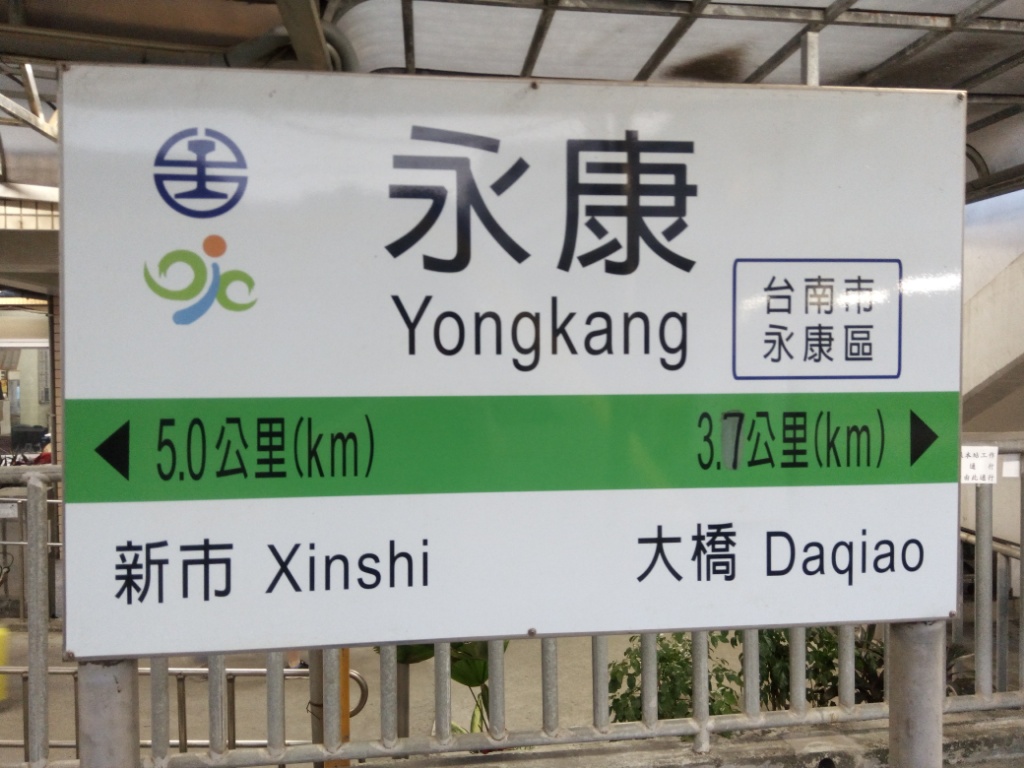 永康
Yongkang
台南市
永康區
5.0公里(km)
3.7公里(km)
新市 Xinshi
大橋 Daqiao